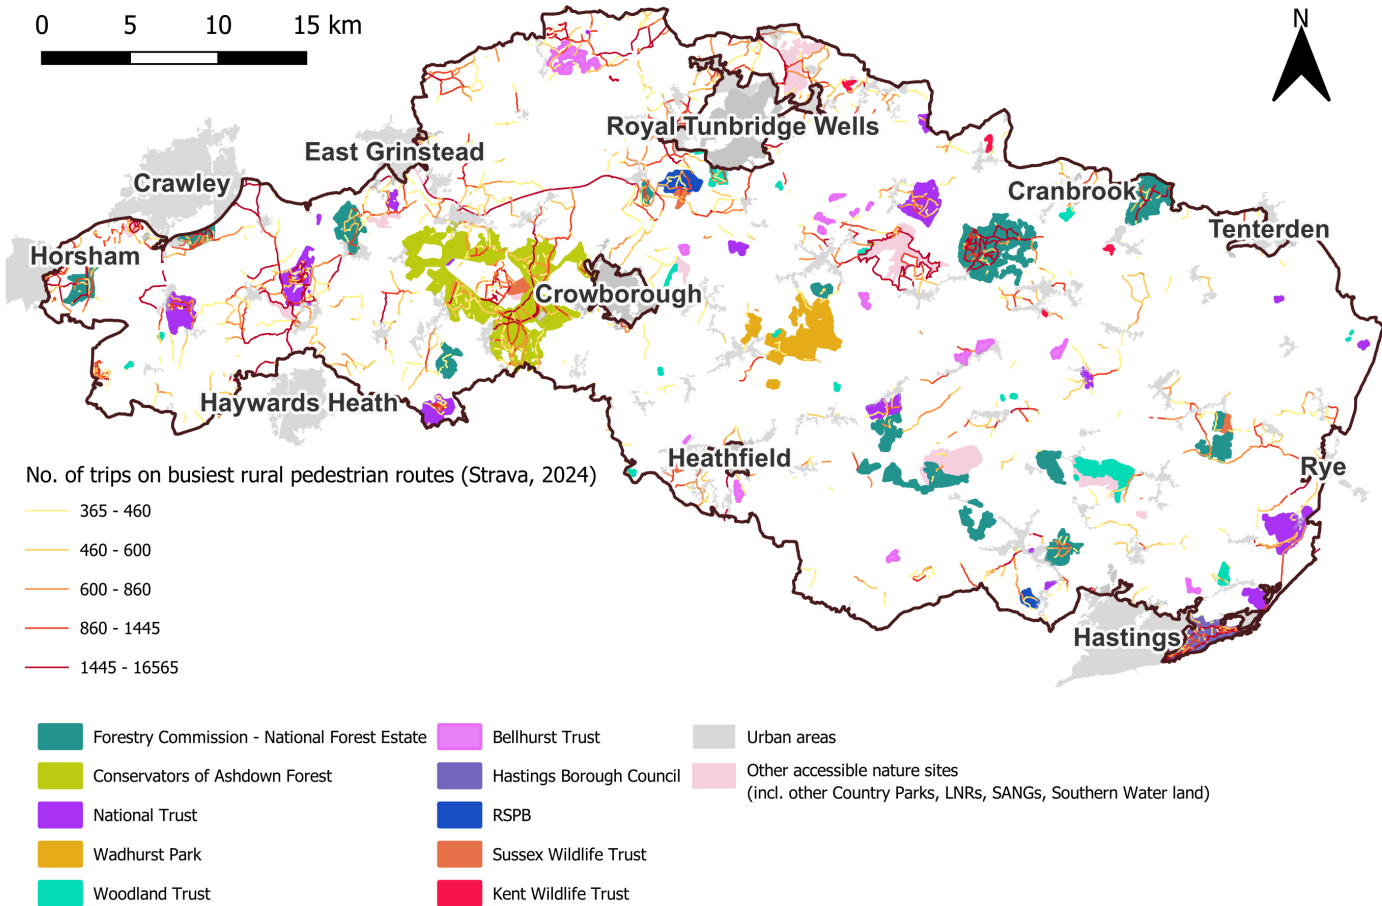 0 5 10 15 km
N
Royal Tunbridge Wells
East Grinstead
Crawley
Cranbrook
Tenterden
Horsham
Crowborough
Haywards Heath
Heathfield
Rye
Hastings
No. of trips on busiest rural pedestrian routes (Strava, 2024)
365 - 460
460 - 600
600 - 860
860 - 1445
1445 - 16565
Forestry Commission - National Forest Estate
Conservators of Ashdown Forest
National Trust
Wadhurst Park
Woodland Trust
Bellhurst Trust
Hastings Borough Council
RSPB
Sussex Wildlife Trust
Kent Wildlife Trust
Urban areas
Other accessible nature sites
(incl. other Country Parks, LNRs, SANGs, Southern Water land)